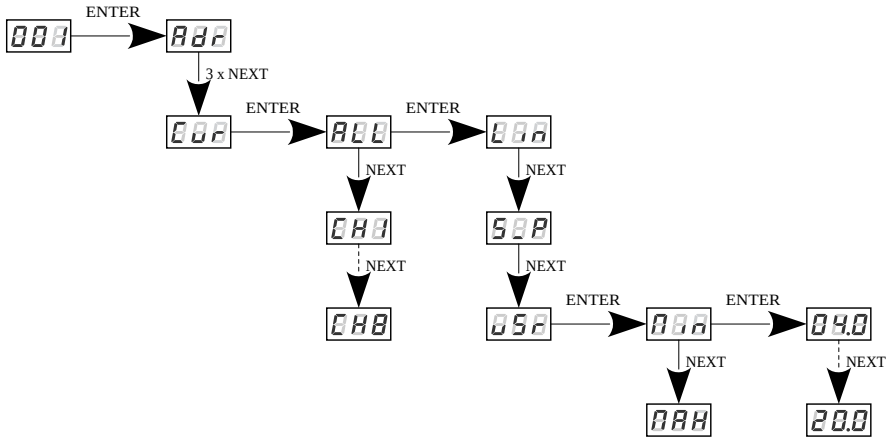 ENTER
001
Adr
3 x NEXT
ENTER
ENTER
Cur
ALL
Lin
NEXT
NEXT
CH1
S_P
NEXT
NEXT
ENTER
ENTER
CH8
uSr
Min
04.0
NEXT
NEXT
MAH
20.0